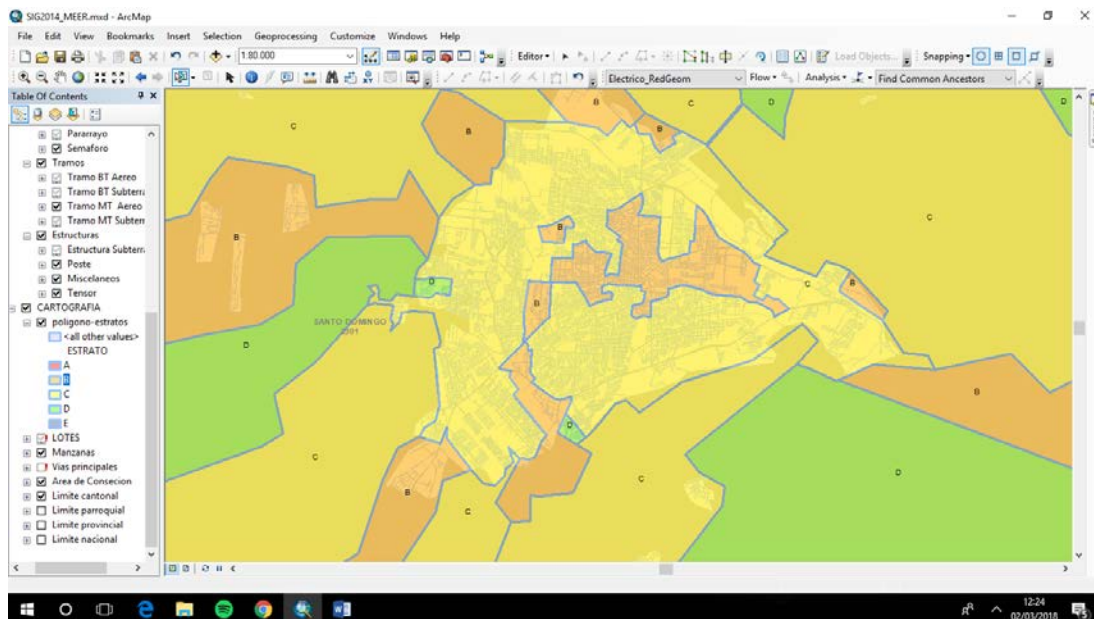 SIG2014_MEER.mxd - ArcMap
File Edit View Bookmarks Insert Selection Geoprocessing Customize Windows Help
1:80.000 Editor Load Objects... Snapping
Electrico_RedGeom Flow Analysis Find Common Ancestors
Table Of Contents
Pararrayo
Semaforo
Tramos
Tramo BT Aereo
Tramo BT Subterra
Tramo MT Aereo
Tramo MT Subterr
Estructuras
Estructura Subterra
Poste
Miscelaneos
Tensor
CARTOGRAFIA
poligono-estratos
<all other values>
ESTRATO
A
B
C
D
E
LOTES
Manzanas
Vias principales
Area de Consecion
Limite cantonal
Limite parroquial
Limite provincial
Limite nacional
C
B
B
C
D
D
B
C
B
B
D
D
SANTO DOMINGO
B
C
B
B
D
D
C
C
B
C
12:24
02/03/2018